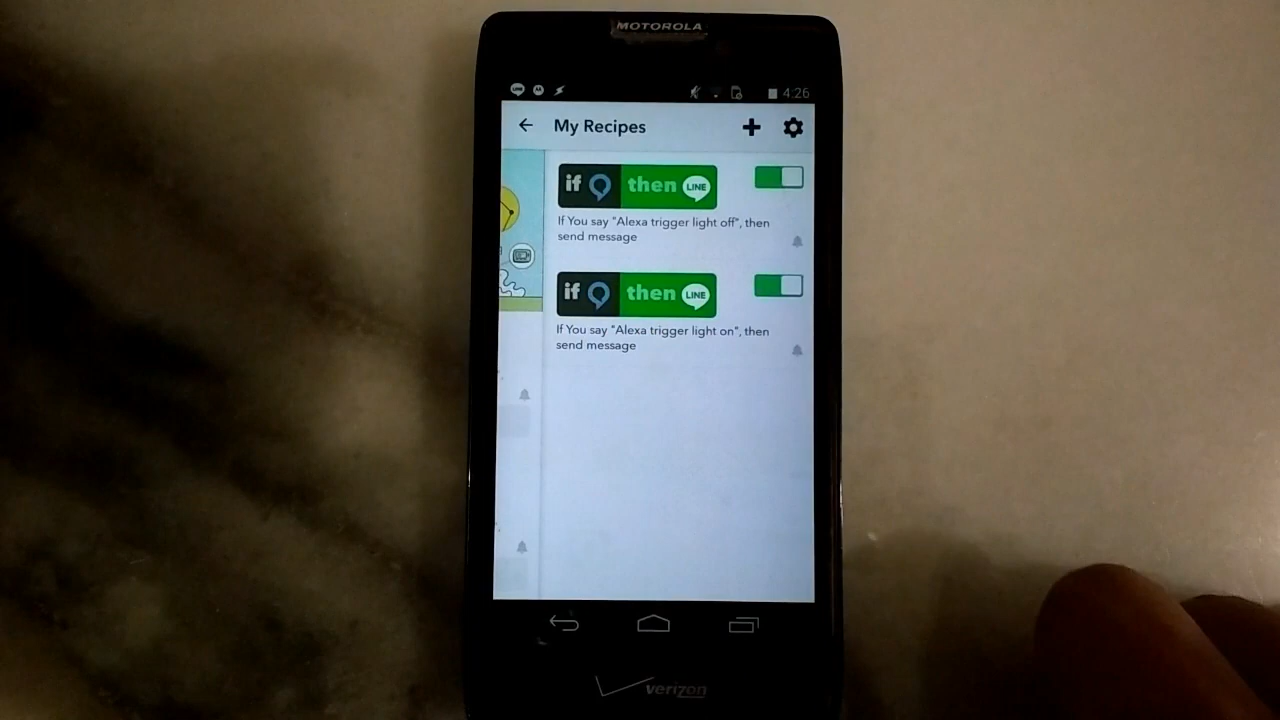 MOTOROLA
4:26
My Recipes
if then LINE
If You say "Alexa trigger light off", then
send message
if then LINE
If You say "Alexa trigger light on", then
send message
verizon